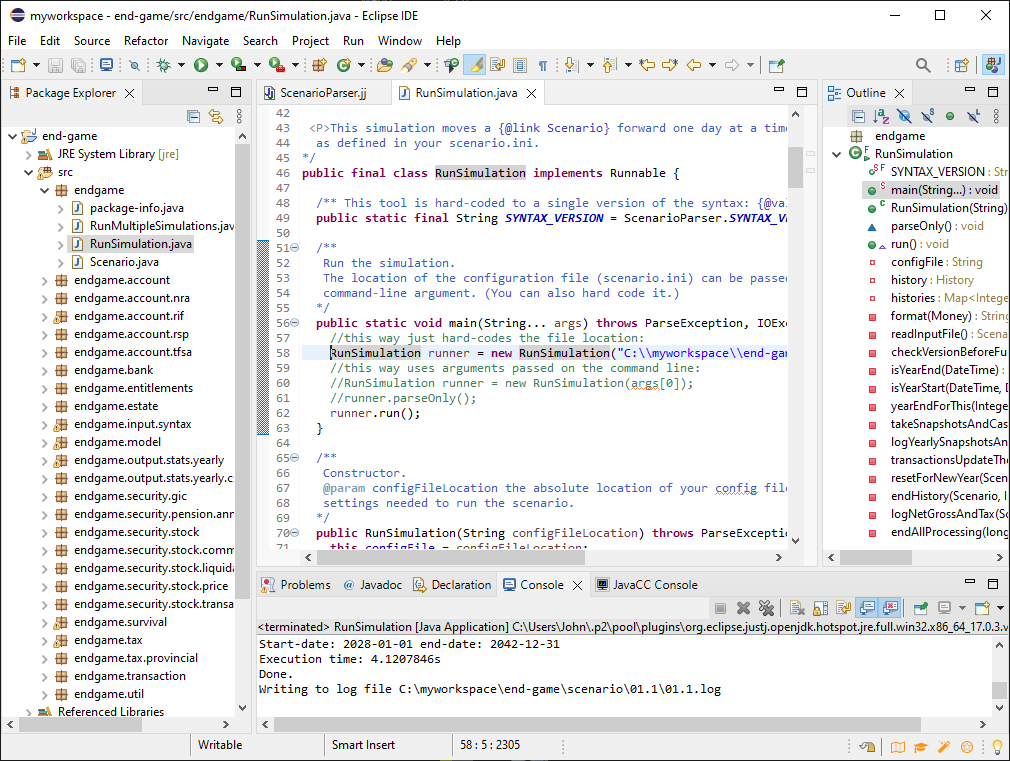 myworkspace - end-game/src/endgame/RunSimulation.java - Eclipse IDE
File Edit Source Refactor Navigate Search Project Run Window Help
Package Explorer
end-game
JRE System Library [jre]
src
endgame
package-info.java
RunMultipleSimulations.jav
RunSimulation.java
Scenario.java
endgame.account
endgame.account.nra
endgame.account.rif
endgame.account.rsp
endgame.account.tfsa
endgame.bank
endgame.entitlements
endgame.estate
endgame.input.syntax
endgame.model
endgame.output.stats.yearly
endgame.output.stats.yearly.c
endgame.security.gic
endgame.security.pension.ann
endgame.security.stock
endgame.security.stock.comm
endgame.security.stock.liquida
endgame.security.stock.price
endgame.security.stock.transa
endgame.survival
endgame.tax
endgame.tax.provincial
endgame.transaction
endgame.util
Referenced Libraries
ScenarioParser.jj RunSimulation.java
42
43 <P>This simulation moves a {@link Scenario} forward one day at a time
44 as defined in your scenario.ini.
45 */
46 public final class RunSimulation implements Runnable {
47
48 /** This tool is hard-coded to a single version of the syntax: {@val
49 public static final String SYNTAX_VERSION = ScenarioParser.SYNTAX_V
50
51 /**
52 Run the simulation.
53 The location of the configuration file (scenario.ini) can be passed
54 command-line argument. (You can also hard code it.)
55 */
56 public static void main(String... args) throws ParseException, IOExc
57 //this way just hard-codes the file location:
58 RunSimulation runner = new RunSimulation("C:\\myworkspace\\end-gam
59 //this way uses arguments passed on the command line:
60 //RunSimulation runner = new RunSimulation(args[0]);
61 //runner.parseOnly();
62 runner.run();
63 }
64
65 /**
66 Constructor.
67 @param configFileLocation the absolute location of your config file
68 settings needed to run the scenario.
69 */
70 public RunSimulation(String configFileLocation) throws ParseExceptio
71 this.configFile = configFileLocation;
Outline
endgame
RunSimulation
SYNTAX_VERSION : Str
main(String...) : void
RunSimulation(String)
parseOnly() : void
run() : void
configFile : String
history : History
histories : Map<Intege
format(Money) : String
readInputFile() : Scena
checkVersionBeforeFu
isYearEnd(DateTime) :
isYearStart(DateTime, D
yearEndForThis(Intege
takeSnapshotsAndCas
logYearlySnapshotsAn
transactionsUpdateThe
resetForNewYear(Scen
endHistory(Scenario, I
logNetGrossAndTax(Sc
endAllProcessing(long
Problems Javadoc Declaration Console JavaCC Console
<terminated> RunSimulation [Java Application] C:\Users\John\.p2\pool\plugins\org.eclipse.justj.openjdk.hotspot.jre.full.win32.x86_64_17.0.3.v
Start-date: 2028-01-01 end-date: 2042-12-31
Execution time: 4.1207846s
Done.
Writing to log file C:\myworkspace\end-game\scenario\01.1\01.1.log
Writable Smart Insert 58 : 5 : 2305